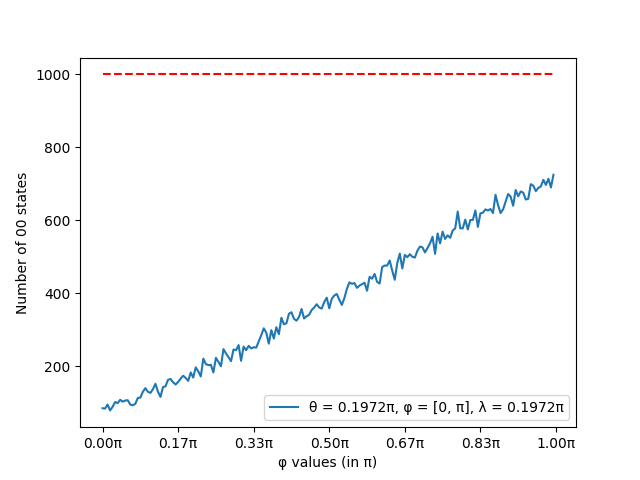 1000
800
600
400
200
Number of 00 states
θ = 0.1972π, φ = [0, π], λ = 0.1972π
0.00π 0.17π 0.33π 0.50π 0.67π 0.83π 1.00π
φ values (in π)